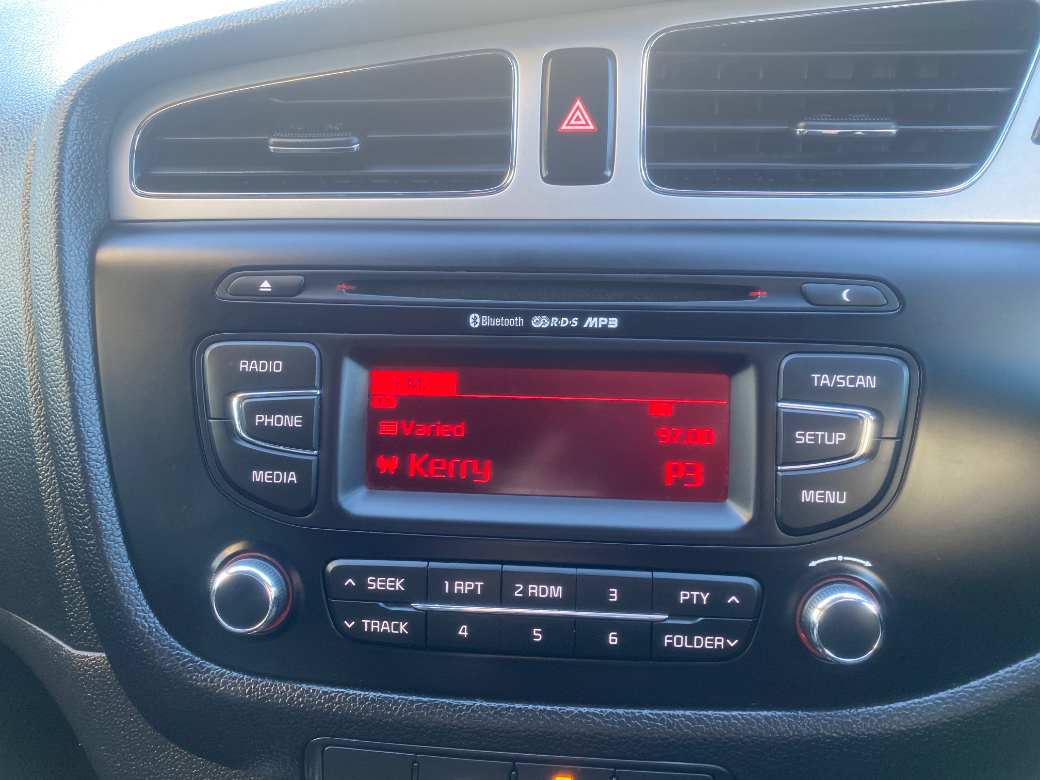 Bluetooth R·D·S MP3
RADIO
PHONE
MEDIA
FM
Varied 97.00
Kerry P3
TA/SCAN
SETUP
MENU
SEEK 1 RPT 2 RDM 3 PTY
TRACK 4 5 6 FOLDER